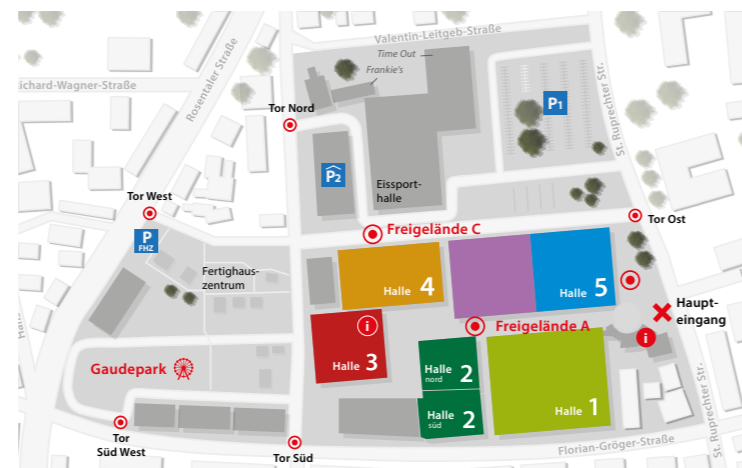 Valentin-Leitgeb-Straße
Time Out
Frankie's
Rosentaler Straße
ichard-Wagner-Straße
St. Ruprechter Str.
P1
Tor Nord
P2
Eissport-
halle
Tor West
P
FHZ
Tor Ost
Freigelände C
Fertighaus-
zentrum
Halle 4
Halle 5
Haupt-
eingang
i
i
Freigelände A
Halle 3
Gaudepark
Halle 2
nord
Halle 2
süd
Halle 1
Tor
Süd West
Tor Süd
Florian-Gröger-Straße
St. Ruprechter Str.